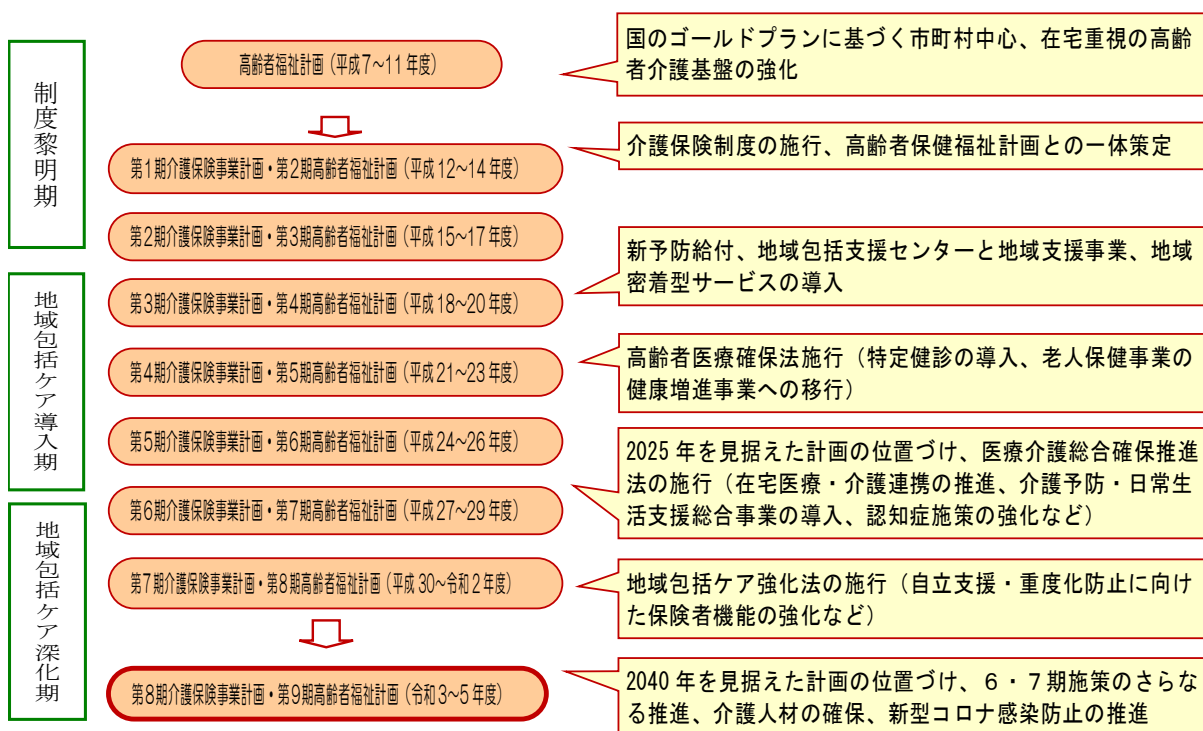 制度黎明期
高齢者福祉計画（平成7～11年度）
国のゴールドプランに基づく市町村中心、在宅重視の高齢
者介護基盤の強化
第1期介護保険事業計画・第2期高齢者福祉計画（平成12～14年度）
介護保険制度の施行、高齢者保健福祉計画との一体策定
第2期介護保険事業計画・第3期高齢者福祉計画（平成15～17年度）
地域包括ケア導入期
第3期介護保険事業計画・第4期高齢者福祉計画（平成18～20年度）
新予防給付、地域包括支援センターと地域支援事業、地域
密着型サービスの導入
第4期介護保険事業計画・第5期高齢者福祉計画（平成21～23年度）
高齢者医療確保法施行（特定健診の導入、老人保健事業の
健康増進事業への移行）
第5期介護保険事業計画・第6期高齢者福祉計画（平成24～26年度）
地域包括ケア深化期
第6期介護保険事業計画・第7期高齢者福祉計画（平成27～29年度）
2025年を見据えた計画の位置づけ、医療介護総合確保推進
法の施行（在宅医療・介護連携の推進、介護予防・日常生
活支援総合事業の導入、認知症施策の強化など）
第7期介護保険事業計画・第8期高齢者福祉計画（平成30～令和2年度）
地域包括ケア強化法の施行（自立支援・重度化防止に向け
た保険者機能の強化など）
第8期介護保険事業計画・第9期高齢者福祉計画（令和3～5年度）
2040年を見据えた計画の位置づけ、６・７期施策のさらな
る推進、介護人材の確保、新型コロナ感染防止の推進